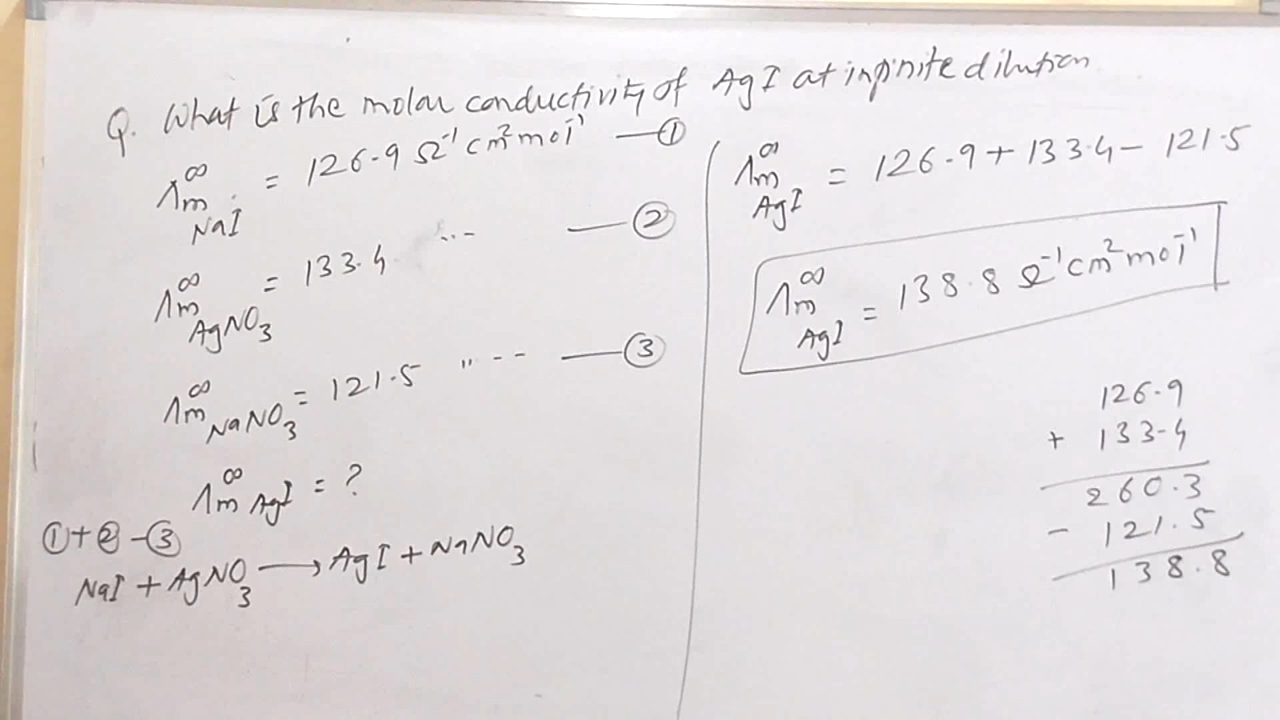 Q. What is the molar conductivity of AgI at infinite dilution
Λm∞ NaI = 126.9 Ω⁻¹cm²mol⁻¹ —①
Λm∞ AgNO₃ = 133.4 ... —②
Λm∞ NaNO₃ = 121.5 " -- —③
Λm∞ AgI = ?
①+②-③
NaI + AgNO₃ ⟶ AgI + NaNO₃
Λm∞ AgI = 126.9 + 133.4 - 121.5
Λm∞ AgI = 138.8 Ω⁻¹cm²mol⁻¹
126.9
+ 133.4
260.3
- 121.5
138.8